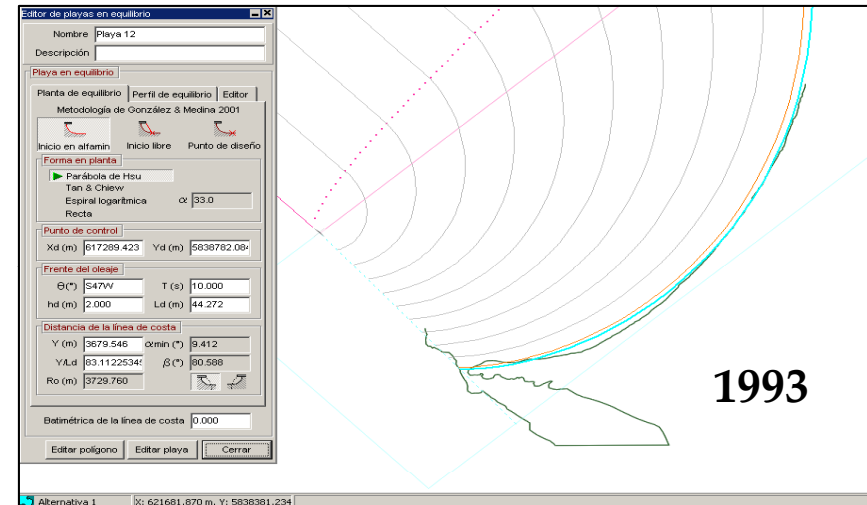 Editor de playas en equilibrio
Nombre Playa 12
Descripción
Playa en equilibrio
Planta de equilibrio Perfil de equilibrio Editor
Metodología de González & Medina 2001
Inicio en alfamin Inicio libre Punto de diseño
Forma en planta
Parábola de Hsu
Tan & Chiew
Espiral logarítmica α 33.0
Recta
Punto de control
Xd (m) 617289.423 Yd (m) 5838782.084
Frente del oleaje
Θ(°) S47W T (s) 10.000
hd (m) 2.000 Ld (m) 44.272
Distancia de la línea de costa
Y (m) 3679.546 αmin (°) 9.412
Y/Ld 83.1122534 β(°) 80.588
Ro (m) 3729.760
Batimétrica de la línea de costa 0.000
Editar polígono Editar playa Cerrar
1993
Alternativa 1 X: 621681.870 m, Y: 5838381.234